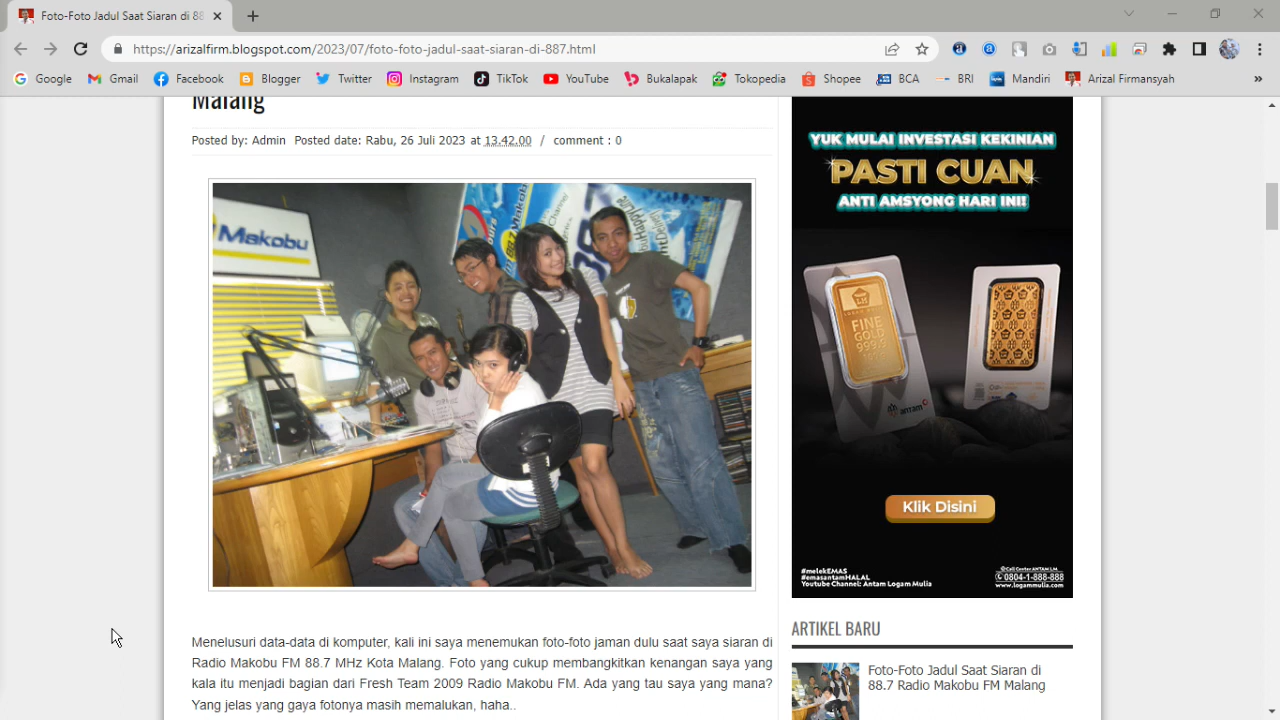 Foto-Foto Jadul Saat Siaran di 88
https://arizalfirm.blogspot.com/2023/07/foto-foto-jadul-saat-siaran-di-887.html
Google Gmail Facebook Blogger Twitter Instagram TikTok YouTube Bukalapak Tokopedia Shopee BCA BRI Mandiri Arizal Firmansyah »
Malang
Posted by: Admin Posted date: Rabu, 26 Juli 2023 at 13.42.00 / comment : 0
Makobu
Makobu
Menelusuri data-data di komputer, kali ini saya menemukan foto-foto jaman dulu saat saya siaran di
Radio Makobu FM 88.7 MHz Kota Malang. Foto yang cukup membangkitkan kenangan saya yang
kala itu menjadi bagian dari Fresh Team 2009 Radio Makobu FM. Ada yang tau saya yang mana?
Yang jelas yang gaya fotonya masih memalukan, haha..
YUK MULAI INVESTASI KEKINIAN
PASTI CUAN
ANTI AMSYONG HARI INI!
FINE
GOLD
999.9
antam
Klik Disini
#melekEMAS
#emasantamHALAL
Youtube Channel: Antam Logam Mulia
Call Center ANTAM LM.
0804-1-888-888
www.logammulia.com
ARTIKEL BARU
Foto-Foto Jadul Saat Siaran di
88.7 Radio Makobu FM Malang